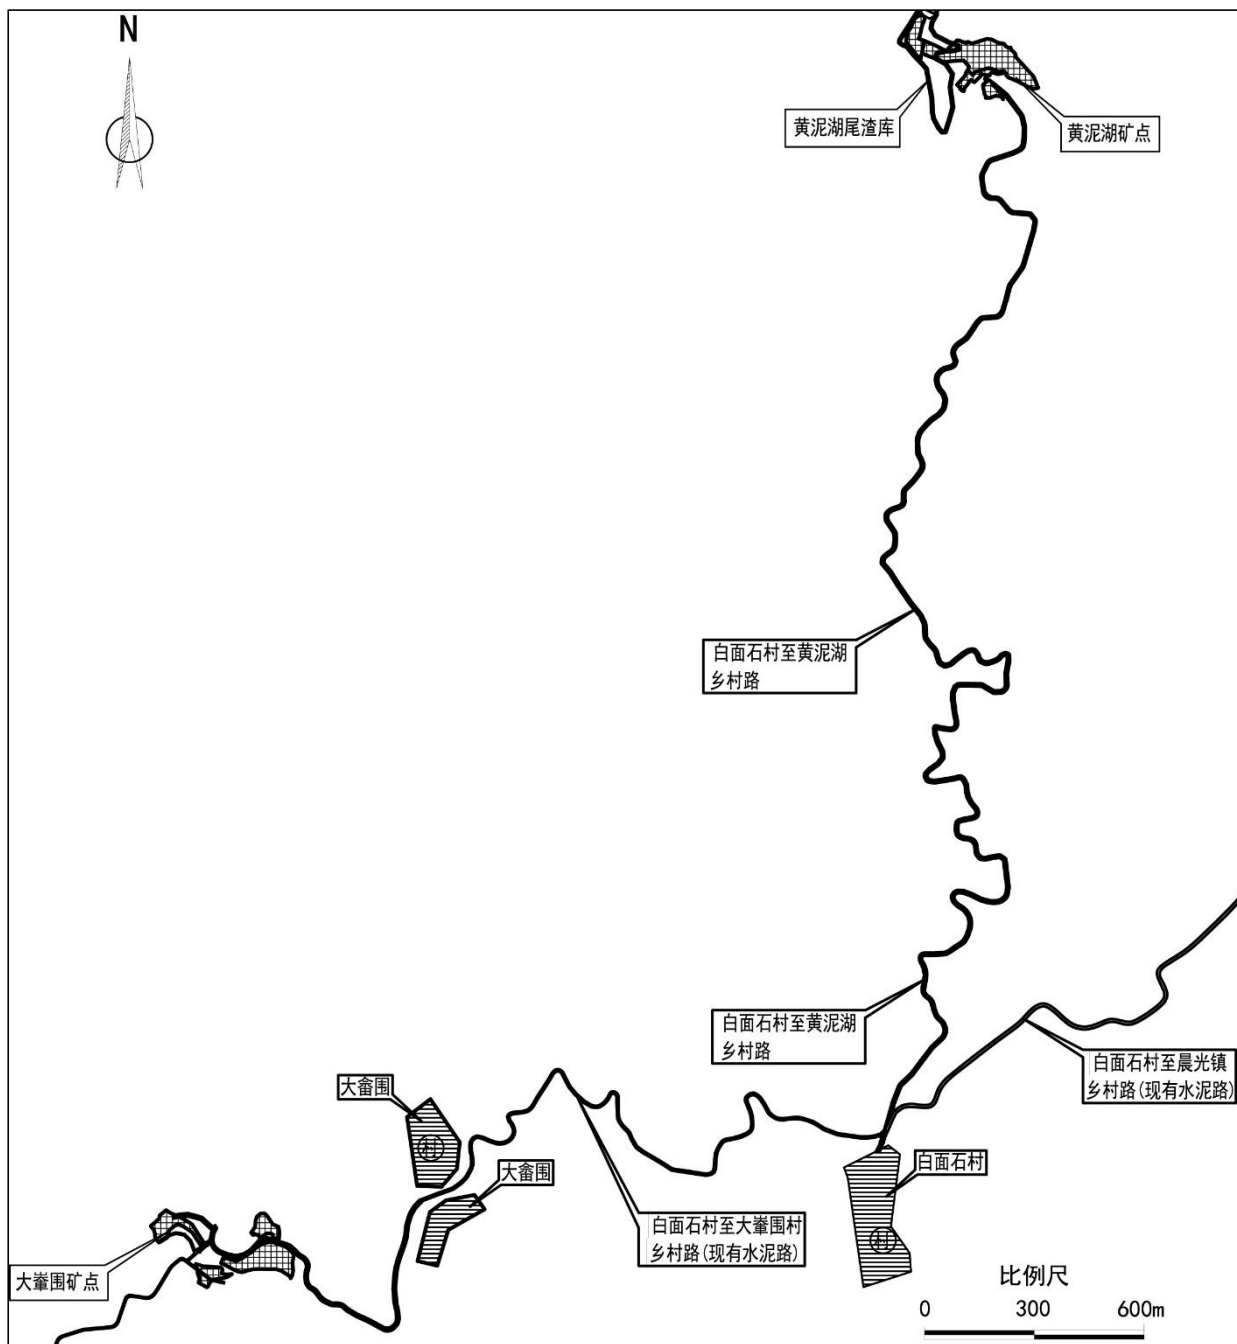 N
黄泥湖尾渣库
黄泥湖矿点
白面石村至黄泥湖
乡村路
白面石村至黄泥湖
乡村路
白面石村至晨光镇
乡村路(现有水泥路)
大畲围
村
大畲围
白面石村
村
白面石村至大輋围村
乡村路(现有水泥路)
大輋围矿点
比例尺
0 300 600m